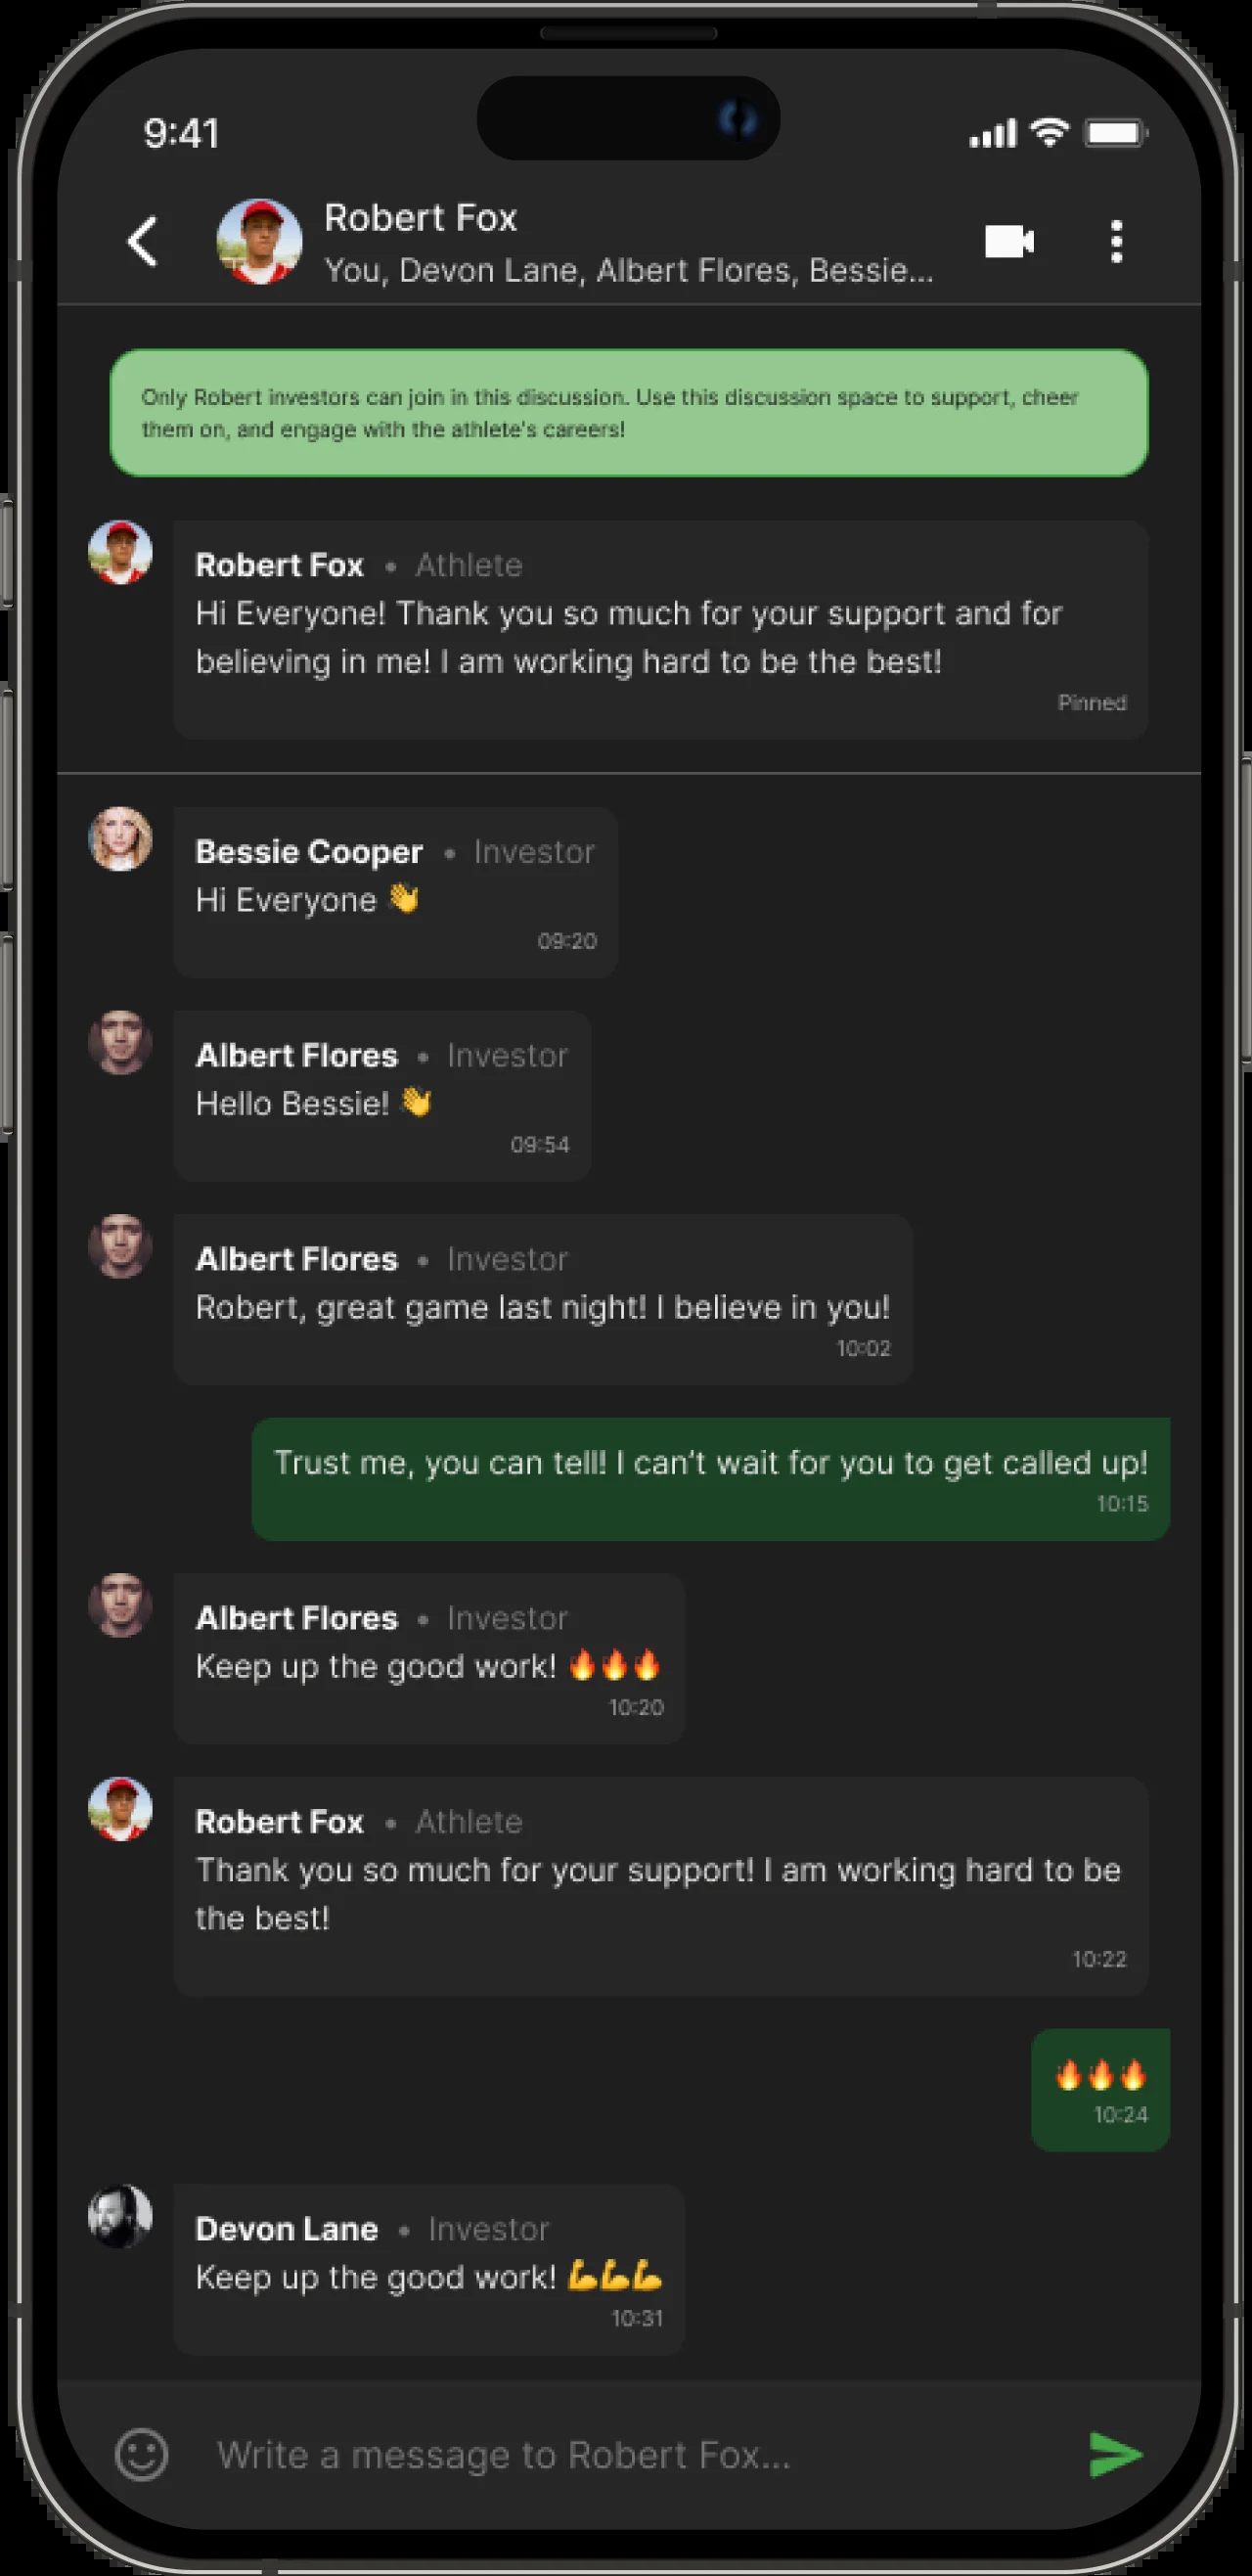 9:41
Robert Fox
You, Devon Lane, Albert Flores, Bessie...
Only Robert investors can join in this discussion. Use this discussion space to support, cheer
them on, and engage with the athlete's careers!
Robert Fox • Athlete
Hi Everyone! Thank you so much for your support and for
believing in me! I am working hard to be the best!
Pinned
Bessie Cooper • Investor
Hi Everyone 👋
09:20
Albert Flores • Investor
Hello Bessie! 👋
09:54
Albert Flores • Investor
Robert, great game last night! I believe in you!
10:02
Trust me, you can tell! I can’t wait for you to get called up!
10:15
Albert Flores • Investor
Keep up the good work! 🔥🔥🔥
10:20
Robert Fox • Athlete
Thank you so much for your support! I am working hard to be
the best!
10:22
🔥🔥🔥
10:24
Devon Lane • Investor
Keep up the good work! 💪💪💪
10:31
Write a message to Robert Fox...